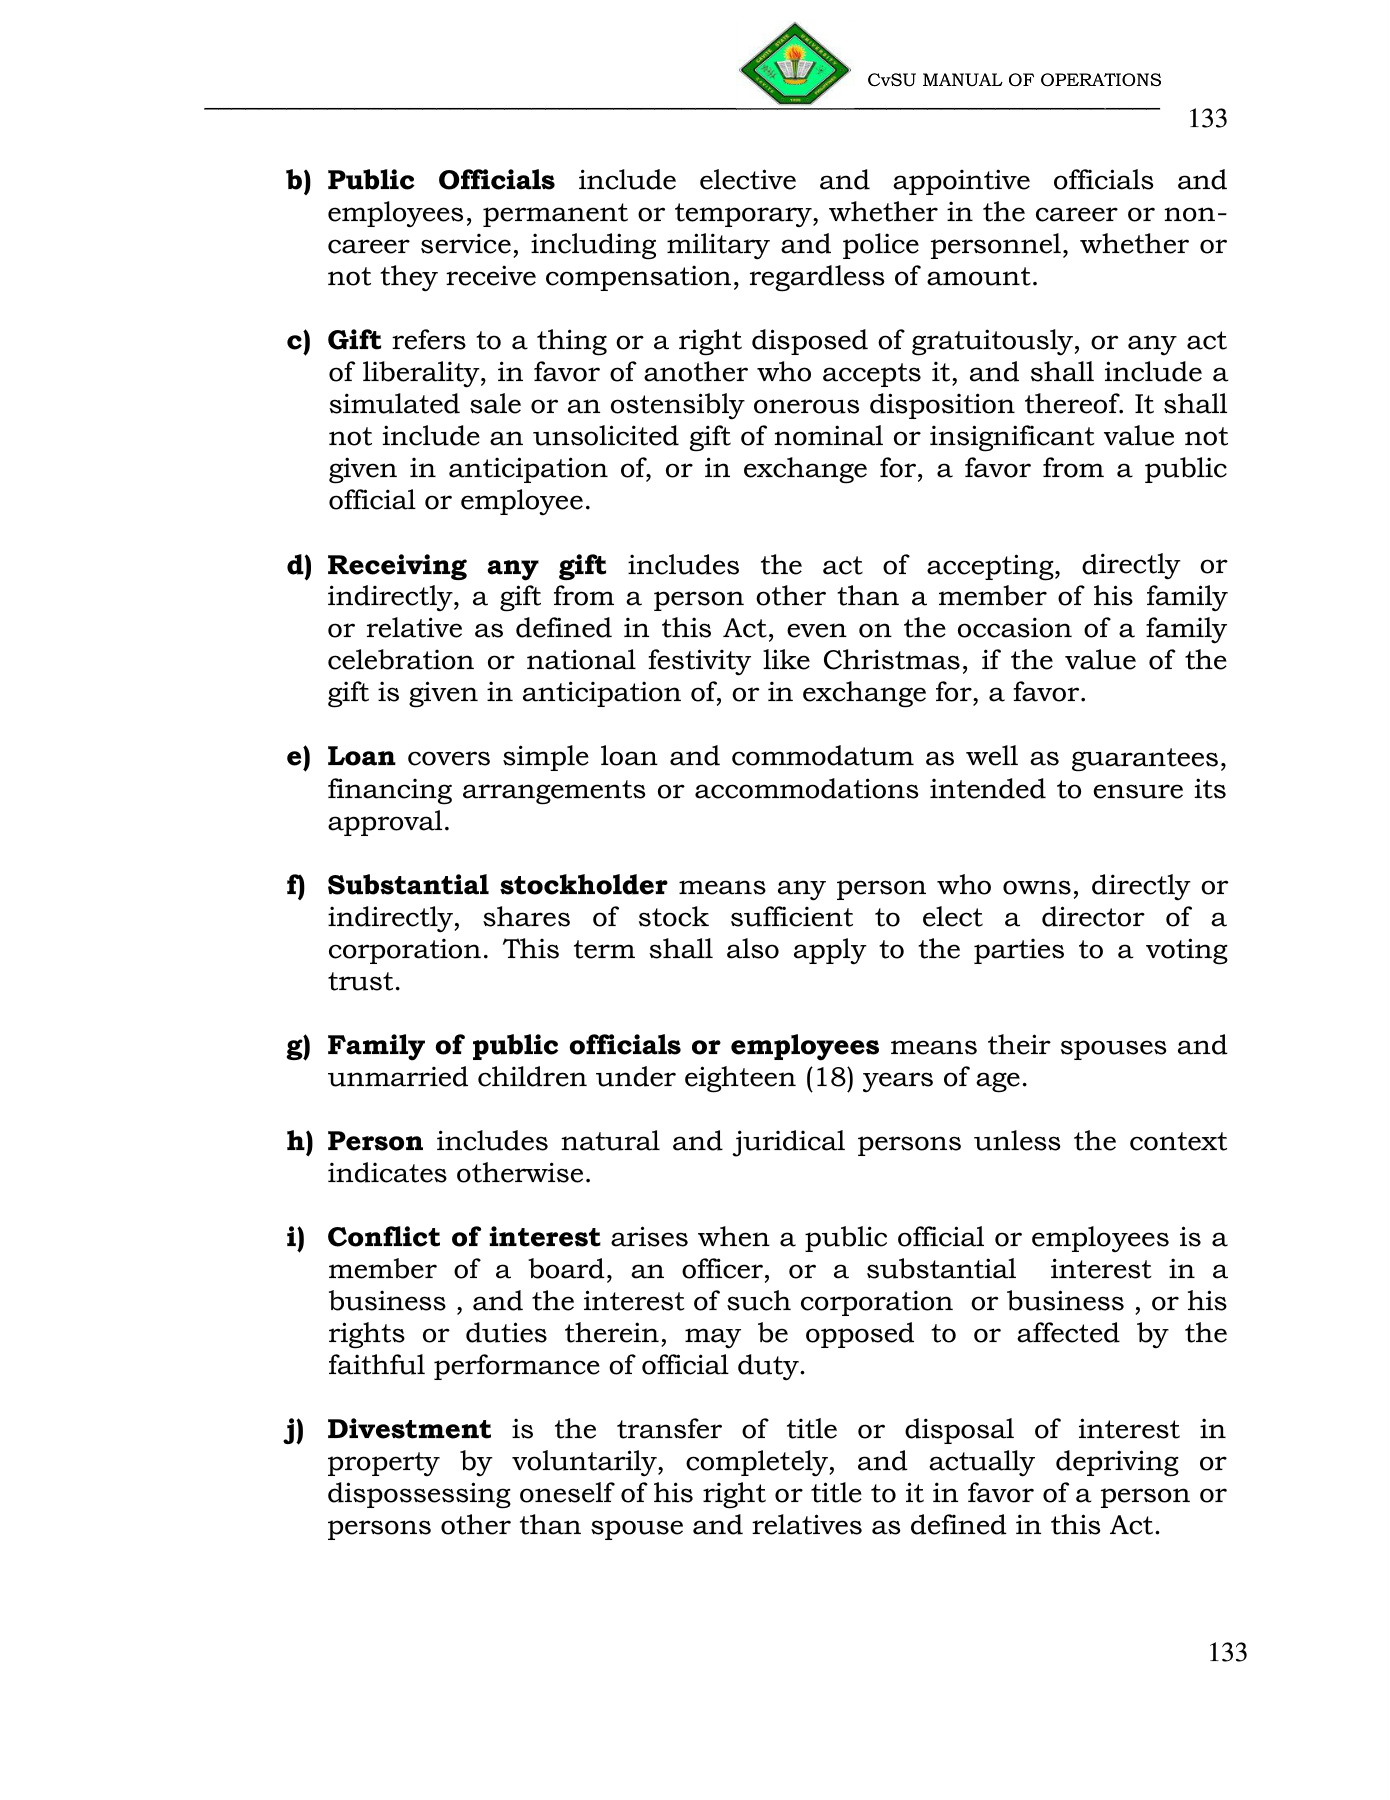 CvSU MANUAL OF OPERATIONS
133
b) Public Officials include elective and appointive officials and
employees, permanent or temporary, whether in the career or non-
career service, including military and police personnel, whether or
not they receive compensation, regardless of amount.
c) Gift refers to a thing or a right disposed of gratuitously, or any act
of liberality, in favor of another who accepts it, and shall include a
simulated sale or an ostensibly onerous disposition thereof. It shall
not include an unsolicited gift of nominal or insignificant value not
given in anticipation of, or in exchange for, a favor from a public
official or employee.
d) Receiving any gift includes the act of accepting, directly or
indirectly, a gift from a person other than a member of his family
or relative as defined in this Act, even on the occasion of a family
celebration or national festivity like Christmas, if the value of the
gift is given in anticipation of, or in exchange for, a favor.
e) Loan covers simple loan and commodatum as well as guarantees,
financing arrangements or accommodations intended to ensure its
approval.
f) Substantial stockholder means any person who owns, directly or
indirectly, shares of stock sufficient to elect a director of a
corporation. This term shall also apply to the parties to a voting
trust.
g) Family of public officials or employees means their spouses and
unmarried children under eighteen (18) years of age.
h) Person includes natural and juridical persons unless the context
indicates otherwise.
i) Conflict of interest arises when a public official or employees is a
member of a board, an officer, or a substantial interest in a
business , and the interest of such corporation or business , or his
rights or duties therein, may be opposed to or affected by the
faithful performance of official duty.
j) Divestment is the transfer of title or disposal of interest in
property by voluntarily, completely, and actually depriving or
dispossessing oneself of his right or title to it in favor of a person or
persons other than spouse and relatives as defined in this Act.
133